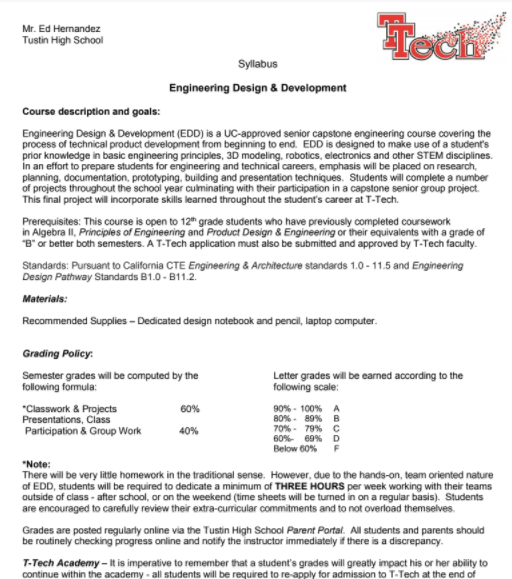 Mr. Ed Hernandez
Tustin High School
TTech
Syllabus
Engineering Design & Development
Course description and goals:
Engineering Design & Development (EDD) is a UC-approved senior capstone engineering course covering the
process of technical product development from beginning to end. EDD is designed to make use of a student's
prior knowledge in basic engineering principles, 3D modeling, robotics, electronics and other STEM disciplines.
In an effort to prepare students for engineering and technical careers, emphasis will be placed on research,
planning, documentation, prototyping, building and presentation techniques. Students will complete a number
of projects throughout the school year culminating with their participation in a capstone senior group project.
This final project will incorporate skills learned throughout the student's career at T-Tech.
Prerequisites: This course is open to 12th grade students who have previously completed coursework
in Algebra II, Principles of Engineering and Product Design & Engineering or their equivalents with a grade of
"B" or better both semesters. A T-Tech application must also be submitted and approved by T-Tech faculty.
Standards: Pursuant to California CTE Engineering & Architecture standards 1.0 - 11.5 and Engineering
Design Pathway Standards B1.0 - B11.2.
Materials:
Recommended Supplies – Dedicated design notebook and pencil, laptop computer.
Grading Policy:
Semester grades will be computed by the
following formula:
*Classwork & Projects 60%
Presentations, Class
Participation & Group Work 40%
Letter grades will be earned according to the
following scale:
90% - 100% A
80% - 89% B
70% - 79% C
60%- 69% D
Below 60% F
*Note:
There will be very little homework in the traditional sense. However, due to the hands-on, team oriented nature
of EDD, students will be required to dedicate a minimum of THREE HOURS per week working with their teams
outside of class - after school, or on the weekend (time sheets will be turned in on a regular basis). Students
are encouraged to carefully review their extra-curricular commitments and to not overload themselves.
Grades are posted regularly online via the Tustin High School Parent Portal. All students and parents should
be routinely checking progress online and notify the instructor immediately if there is a discrepancy.
T-Tech Academy – It is imperative to remember that a student's grades will greatly impact his or her ability to
continue within the academy - all students will be required to re-apply for admission to T-Tech at the end of